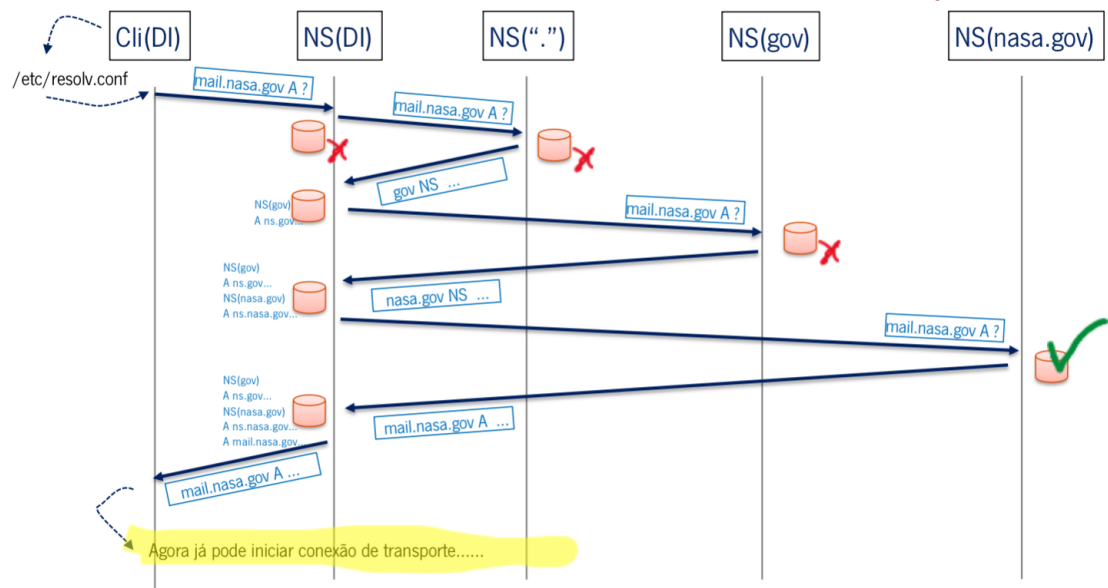 Cli(DI)
NS(DI)
NS(“.”)
NS(gov)
NS(nasa.gov)
/etc/resolv.conf
mail.nasa.gov A ?
mail.nasa.gov A ?
gov NS ...
NS(gov)
A ns.gov...
mail.nasa.gov A ?
NS(gov)
A ns.gov...
NS(nasa.gov)
A ns.nasa.gov...
nasa.gov NS ...
mail.nasa.gov A ?
NS(gov)
A ns.gov...
NS(nasa.gov)
A ns.nasa.gov...
A mail.nasa.gov...
mail.nasa.gov A ...
mail.nasa.gov A ...
Agora já pode iniciar conexão de transporte......